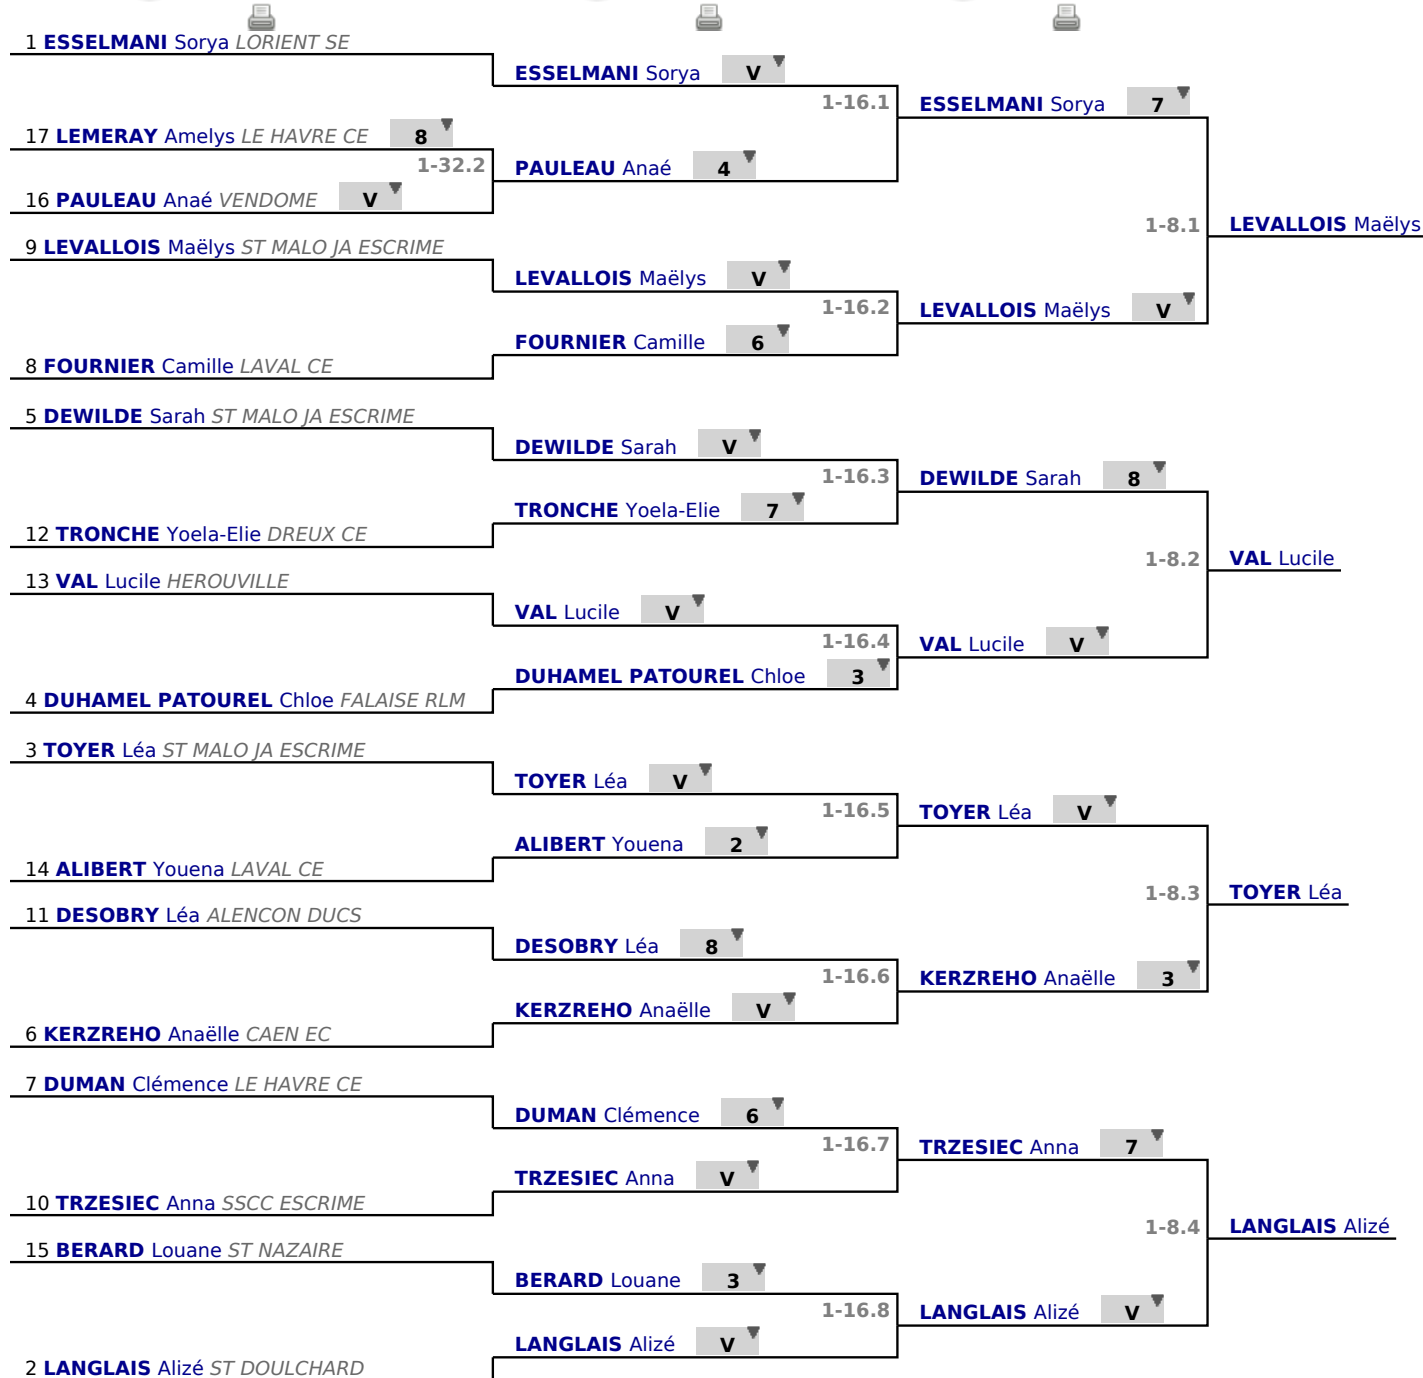 1 ESSELMANI Sorya LORIENT SE
17 LEMERAY Amelys LE HAVRE CE 8
1-32.2
16 PAULEAU Anaé VENDOME V
9 LEVALLOIS Maëlys ST MALO JA ESCRIME
8 FOURNIER Camille LAVAL CE
5 DEWILDE Sarah ST MALO JA ESCRIME
12 TRONCHE Yoela-Elie DREUX CE
13 VAL Lucile HEROUVILLE
4 DUHAMEL PATOUREL Chloe FALAISE RLM
3 TOYER Léa ST MALO JA ESCRIME
14 ALIBERT Youena LAVAL CE
11 DESOBRY Léa ALENCON DUCS
6 KERZREHO Anaëlle CAEN EC
7 DUMAN Clémence LE HAVRE CE
10 TRZESIEC Anna SSCC ESCRIME
15 BERARD Louane ST NAZAIRE
2 LANGLAIS Alizé ST DOULCHARD
ESSELMANI Sorya V
1-16.1
PAULEAU Anaé 4
LEVALLOIS Maëlys V
1-16.2
FOURNIER Camille 6
DEWILDE Sarah V
1-16.3
TRONCHE Yoela-Elie 7
VAL Lucile V
1-16.4
DUHAMEL PATOUREL Chloe 3
TOYER Léa V
1-16.5
ALIBERT Youena 2
DESOBRY Léa 8
1-16.6
KERZREHO Anaëlle V
DUMAN Clémence 6
1-16.7
TRZESIEC Anna V
BERARD Louane 3
1-16.8
LANGLAIS Alizé V
ESSELMANI Sorya 7
1-8.1
LEVALLOIS Maëlys V
DEWILDE Sarah 8
1-8.2
VAL Lucile V
TOYER Léa V
1-8.3
KERZREHO Anaëlle 3
TRZESIEC Anna 7
1-8.4
LANGLAIS Alizé V
LEVALLOIS Maëlys
VAL Lucile
TOYER Léa
LANGLAIS Alizé